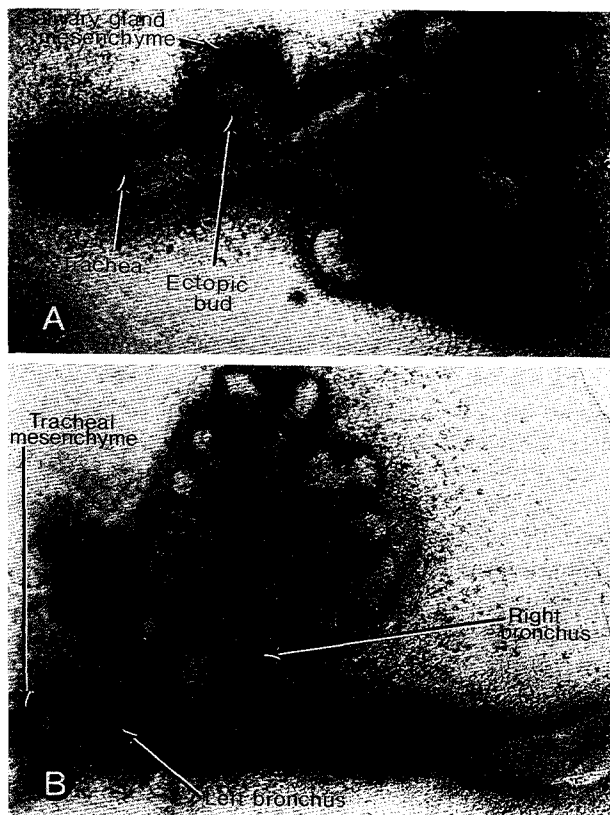 Salivary gland
mesenchyme
Trachea
Ectopic
bud
A
Tracheal
mesenchyme
Right
bronchus
Left bronchus
B